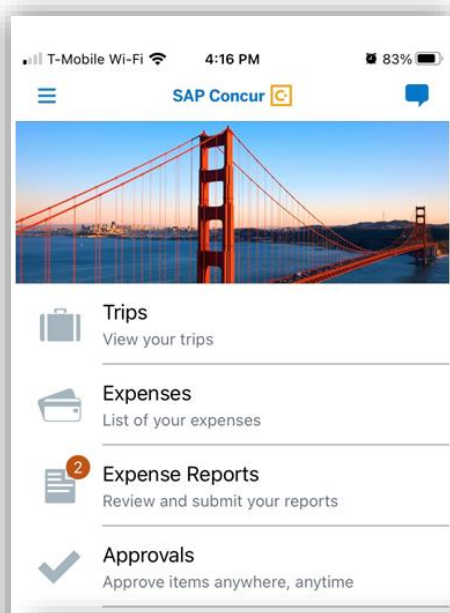 T-Mobile Wi-Fi 4:16 PM 83%
SAP Concur C
Trips
View your trips
Expenses
List of your expenses
2
Expense Reports
Review and submit your reports
Approvals
Approve items anywhere, anytime